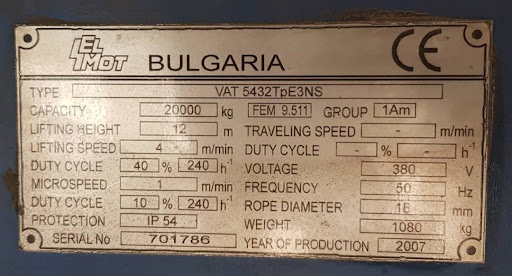 EL MOT BULGARIA CE
TYPE VAT 5432TpE3NS
CAPACITY 20000 kg FEM 9.511 GROUP 1Am
LIFTING HEIGHT 12 m TRAVELING SPEED - m/min
LIFTING SPEED 4 m/min DUTY CYCLE - % - h-1
DUTY CYCLE 40 % 240 h-1 VOLTAGE 380 V
MICROSPEED 1 m/min FREQUENCY 50 Hz
DUTY CYCLE 10 % 240 h-1 ROPE DIAMETER 16 mm
PROTECTION IP 54 WEIGHT 1080 kg
SERIAL No 701786 YEAR OF PRODUCTION 2007